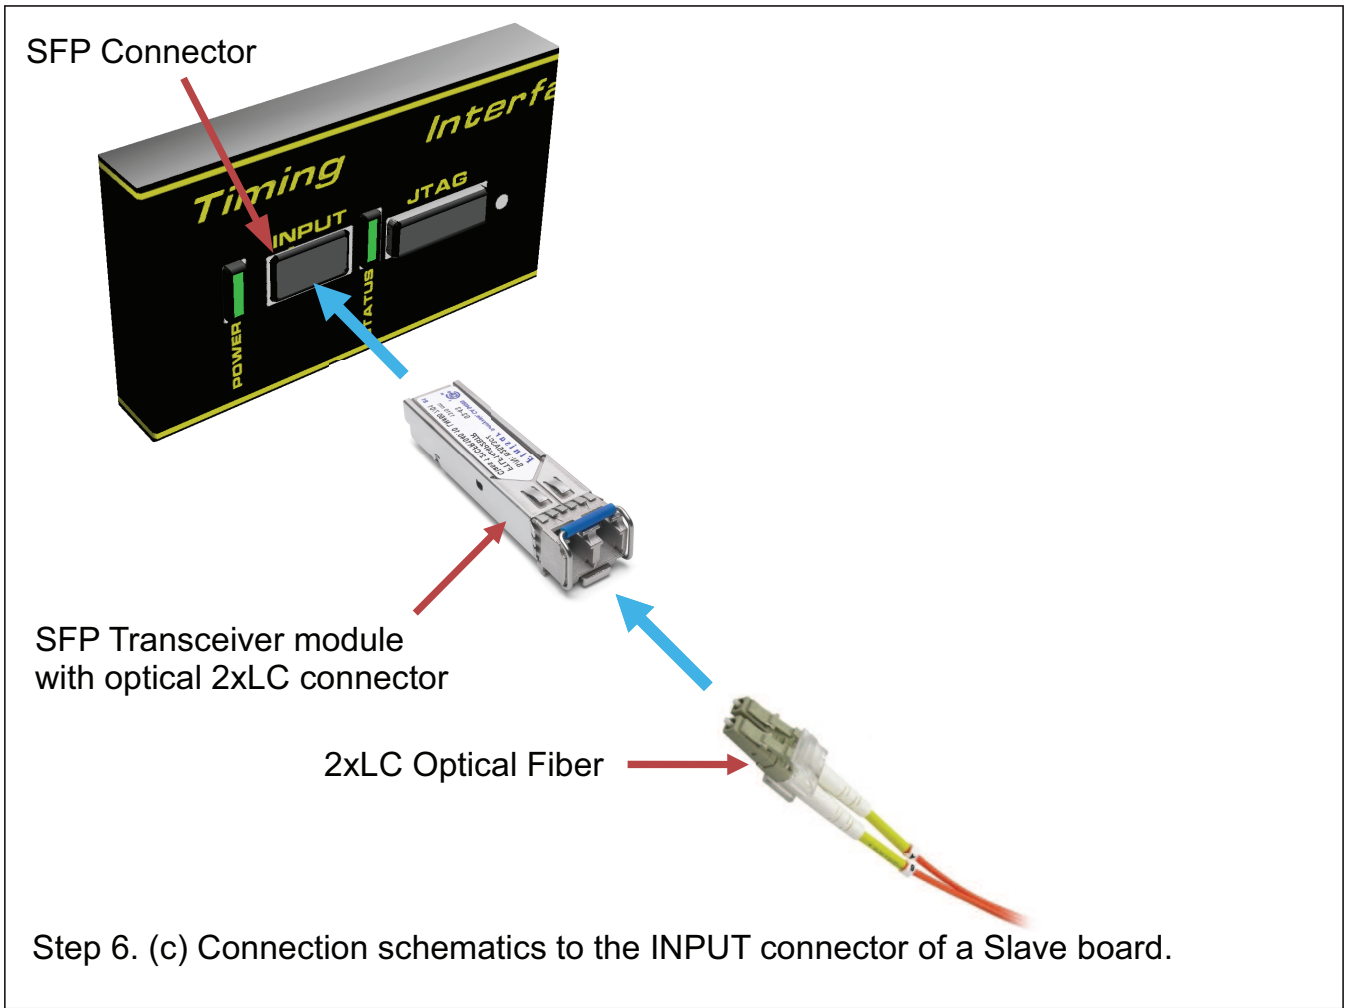 SFP Connector
Interfa
Timing
JTAG
INPUT
STATUS
POWER
Finisar
SFP Transceiver module
with optical 2xLC connector
2xLC Optical Fiber
Step 6. (c) Connection schematics to the INPUT connector of a Slave board.